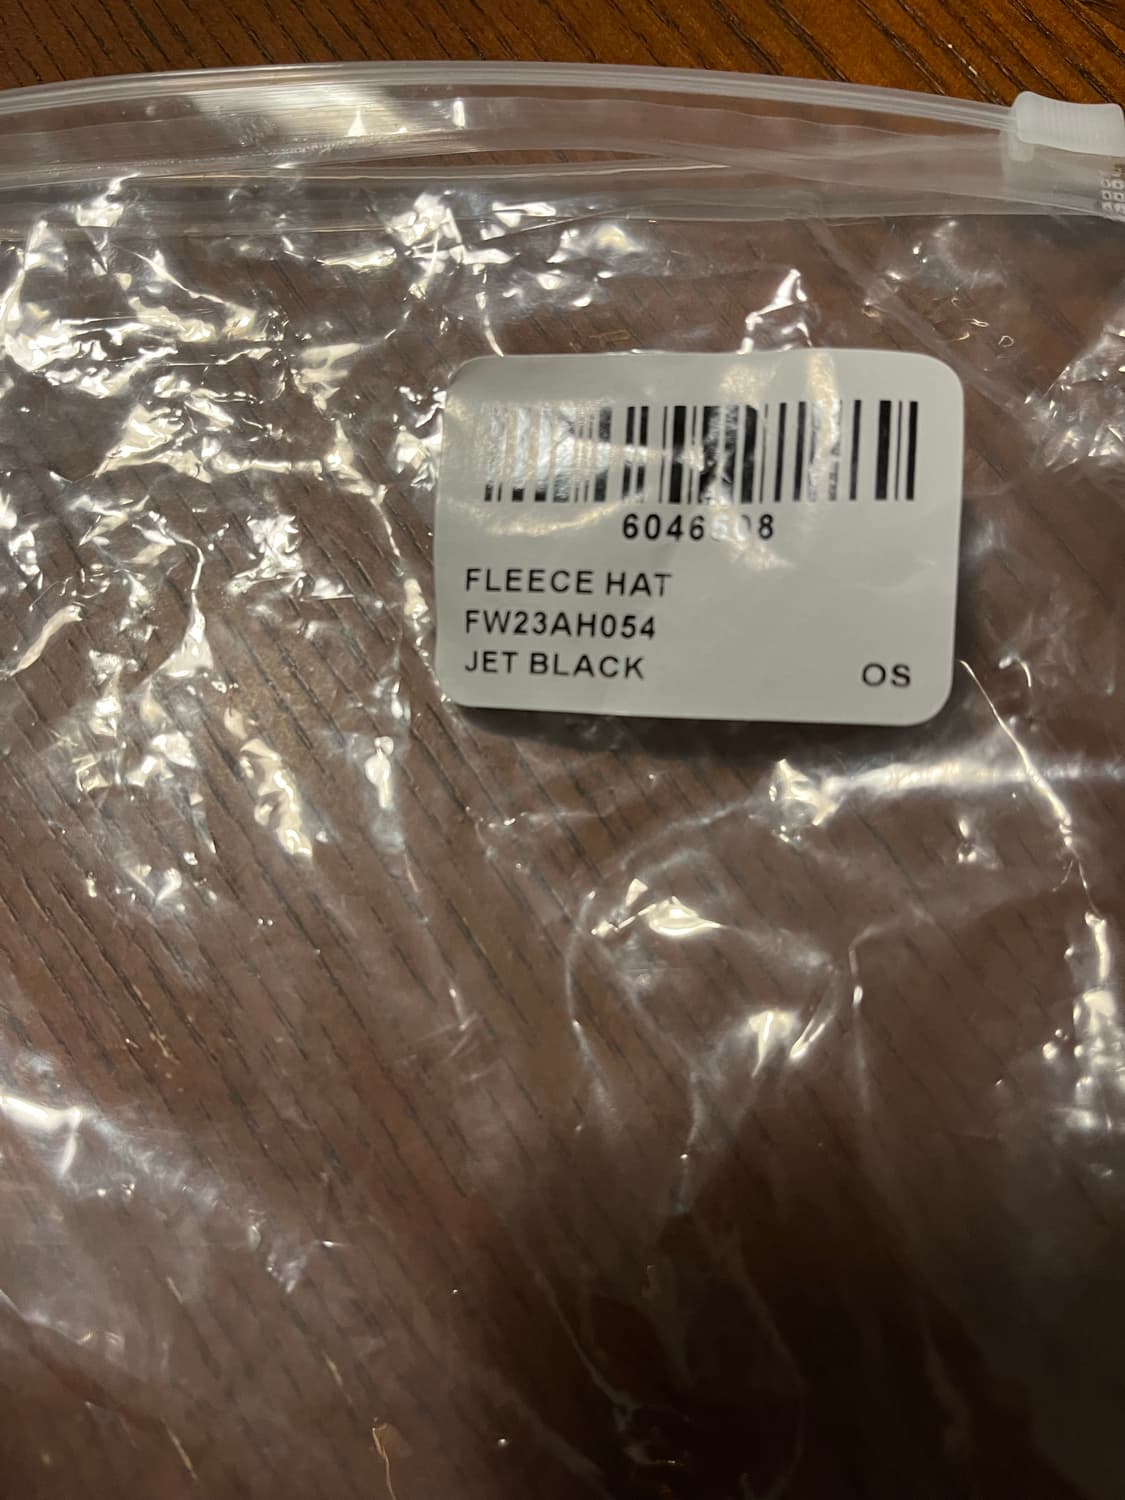 FLEECE HAT
FW23AH054
JET BLACK
OS